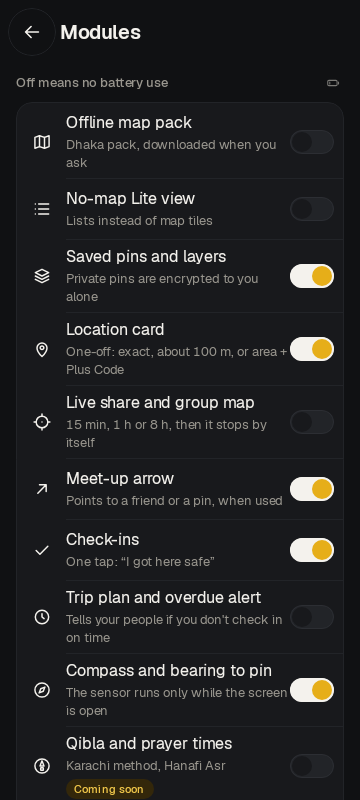 Modules
Off means no battery use
Offline map pack
Dhaka pack, downloaded when you
ask
No-map Lite view
Lists instead of map tiles
Saved pins and layers
Private pins are encrypted to you
alone
Location card
One-off: exact, about 100 m, or area +
Plus Code
Live share and group map
15 min, 1 h or 8 h, then it stops by
itself
Meet-up arrow
Points to a friend or a pin, when used
Check-ins
One tap: “I got here safe”
Trip plan and overdue alert
Tells your people if you don't check in
on time
Compass and bearing to pin
The sensor runs only while the screen
is open
Qibla and prayer times
Karachi method, Hanafi Asr
Coming soon